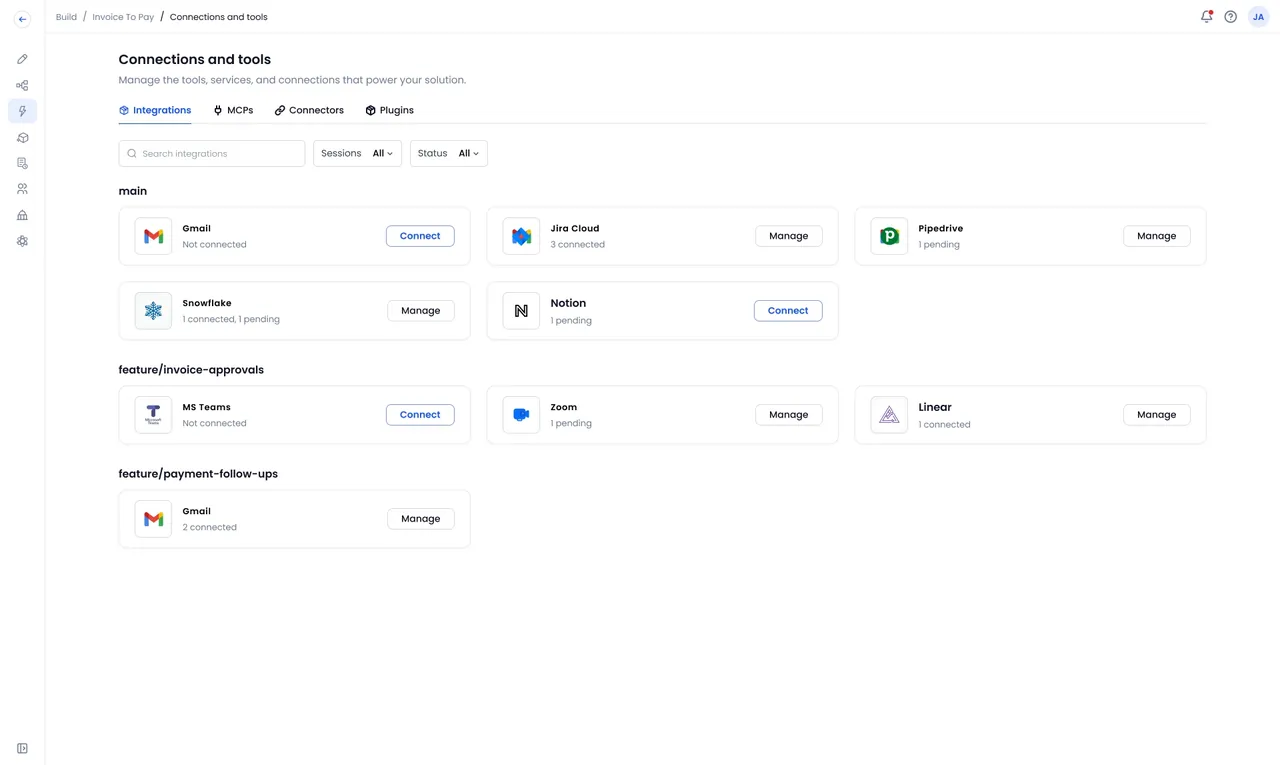 Build / Invoice To Pay / Connections and tools
JA
Connections and tools
Manage the tools, services, and connections that power your solution.
Integrations MCPs Connectors Plugins
Search integrations Sessions All Status All
main
Gmail
Not connected
Connect
Jira Cloud
3 connected
Manage
Pipedrive
1 pending
Manage
Snowflake
1 connected, 1 pending
Manage
Notion
1 pending
Connect
feature/invoice-approvals
MS Teams
Not connected
Connect
Zoom
1 pending
Manage
Linear
1 connected
Manage
feature/payment-follow-ups
Gmail
2 connected
Manage